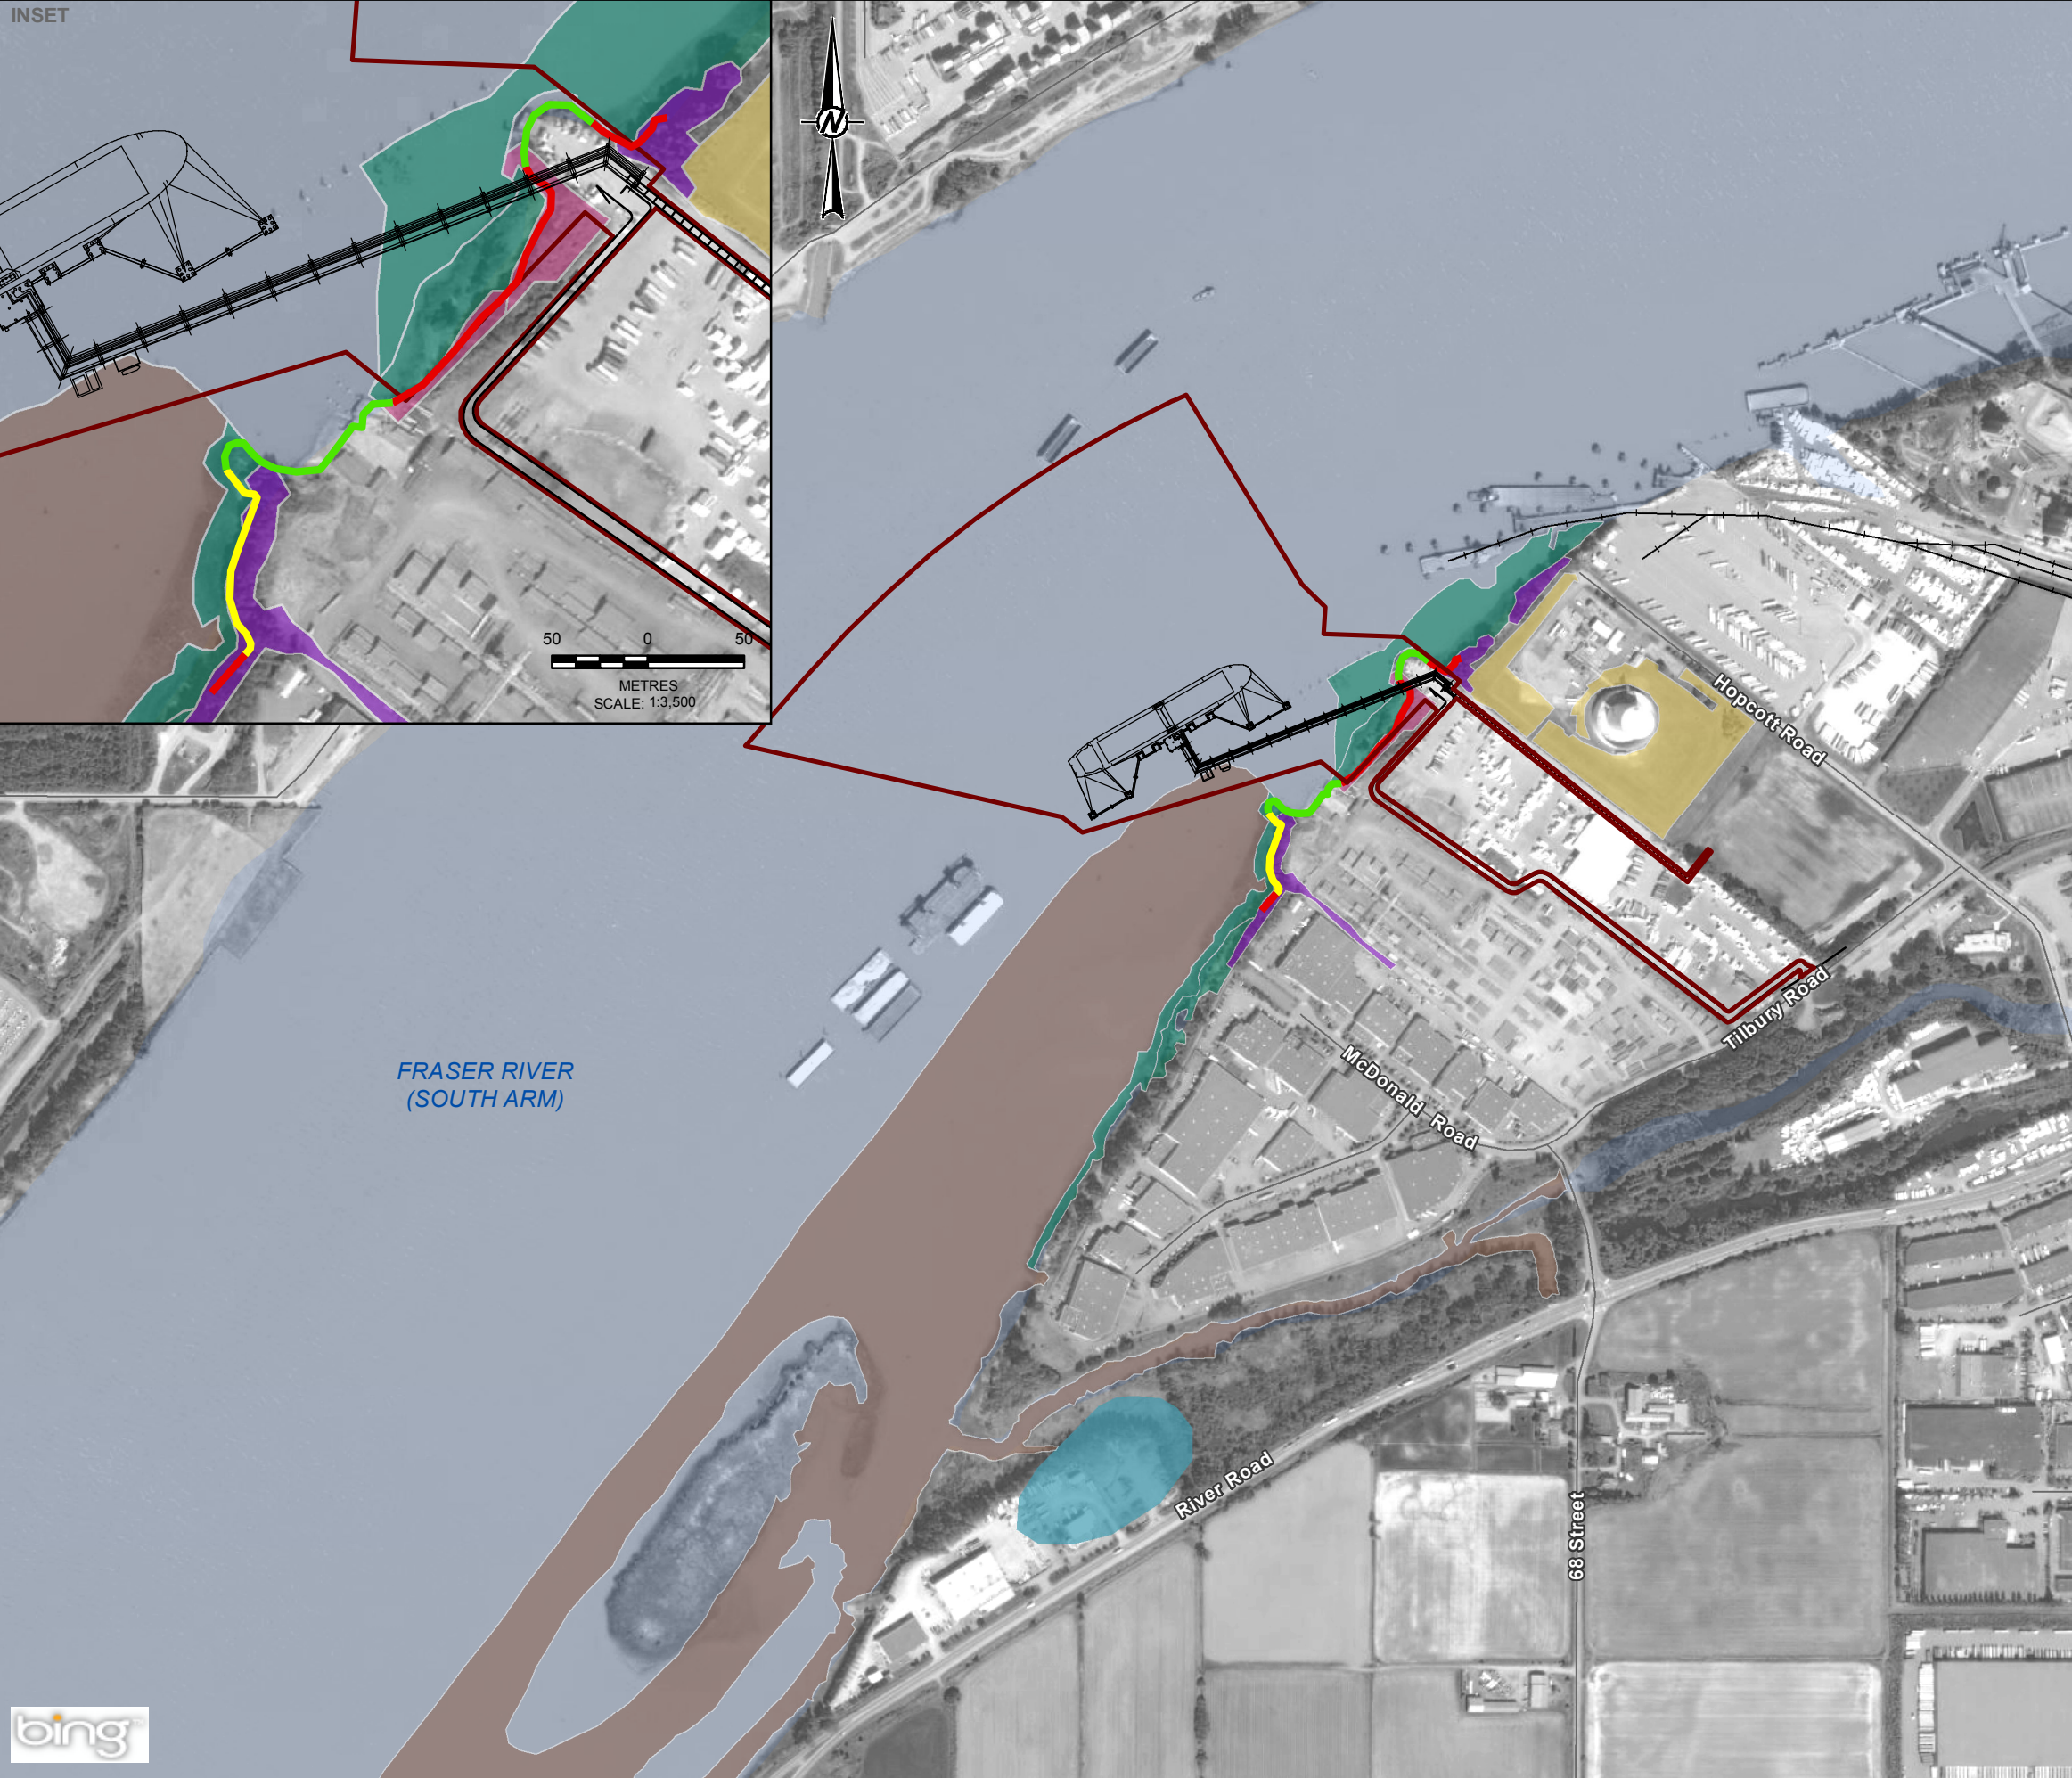 INSET
N
50 0 50
METRES
SCALE: 1:3,500
Hopcott Road
Tilbury Road
McDonald Road
FRASER RIVER
(SOUTH ARM)
River Road
68 Street
bing